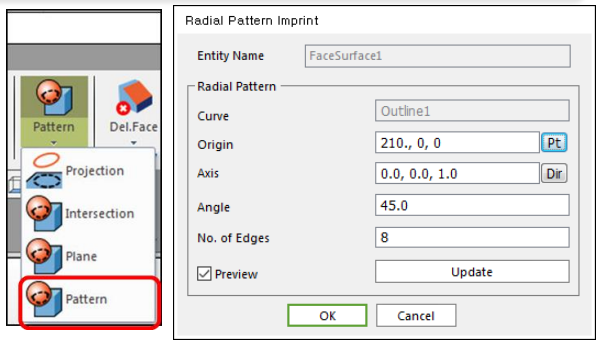 Pattern
Del.Face
Projection
Intersection
Plane
Pattern
Radial Pattern Imprint
Entity Name FaceSurface1
Radial Pattern
Curve Outline1
Origin 210., 0, 0 Pt
Axis 0.0, 0.0, 1.0 Dir
Angle 45.0
No. of Edges 8
Preview Update
OK Cancel